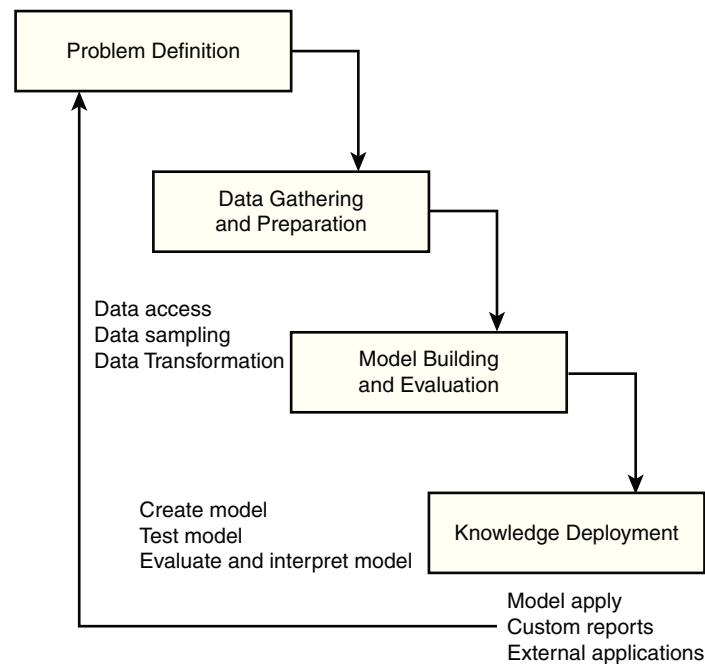 Problem Definition
Data Gathering
and Preparation
Data access
Data sampling
Data Transformation
Model Building
and Evaluation
Create model
Test model
Evaluate and interpret model
Knowledge Deployment
Model apply
Custom reports
External applications